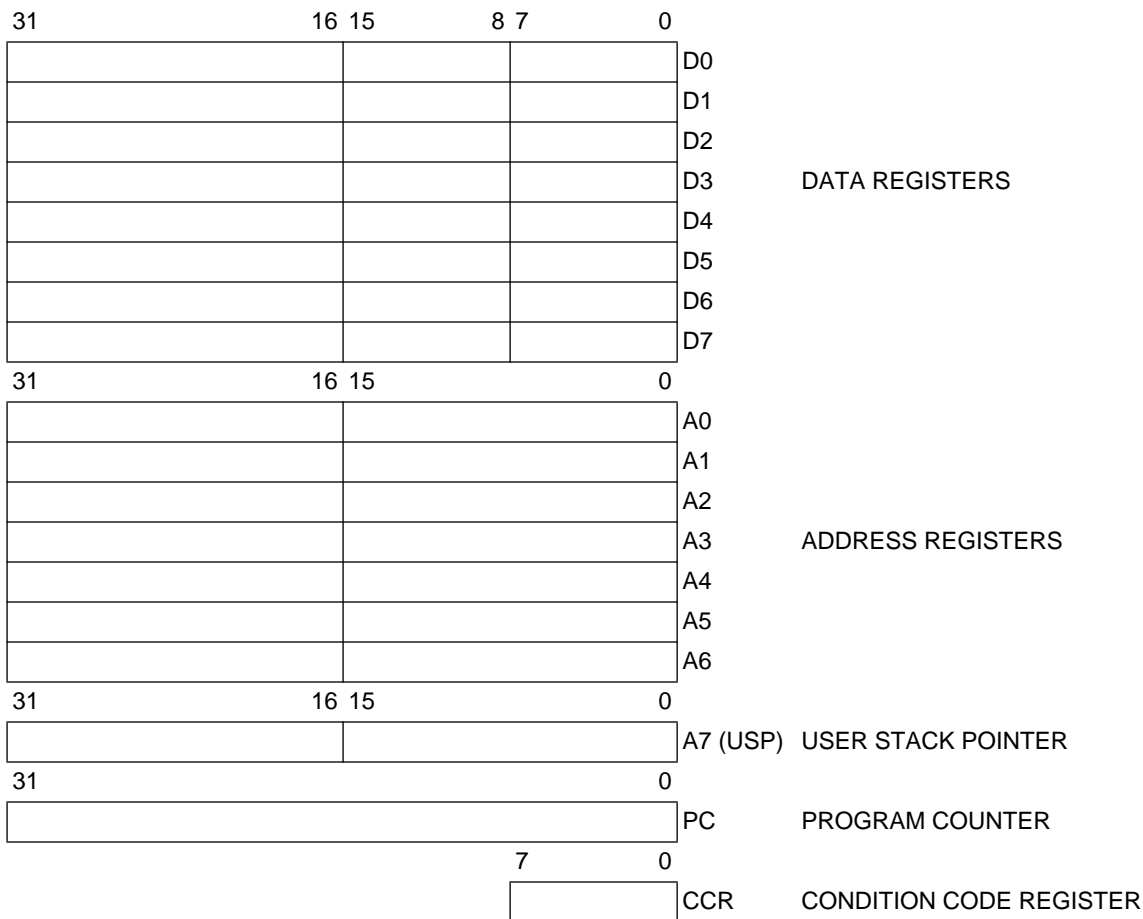 31 16 15 8 7 0
D0
D1
D2
D3 DATA REGISTERS
D4
D5
D6
D7
31 16 15 0
A0
A1
A2
A3 ADDRESS REGISTERS
A4
A5
A6
31 16 15 0
A7 (USP) USER STACK POINTER
31 0
PC PROGRAM COUNTER
7 0
CCR CONDITION CODE REGISTER